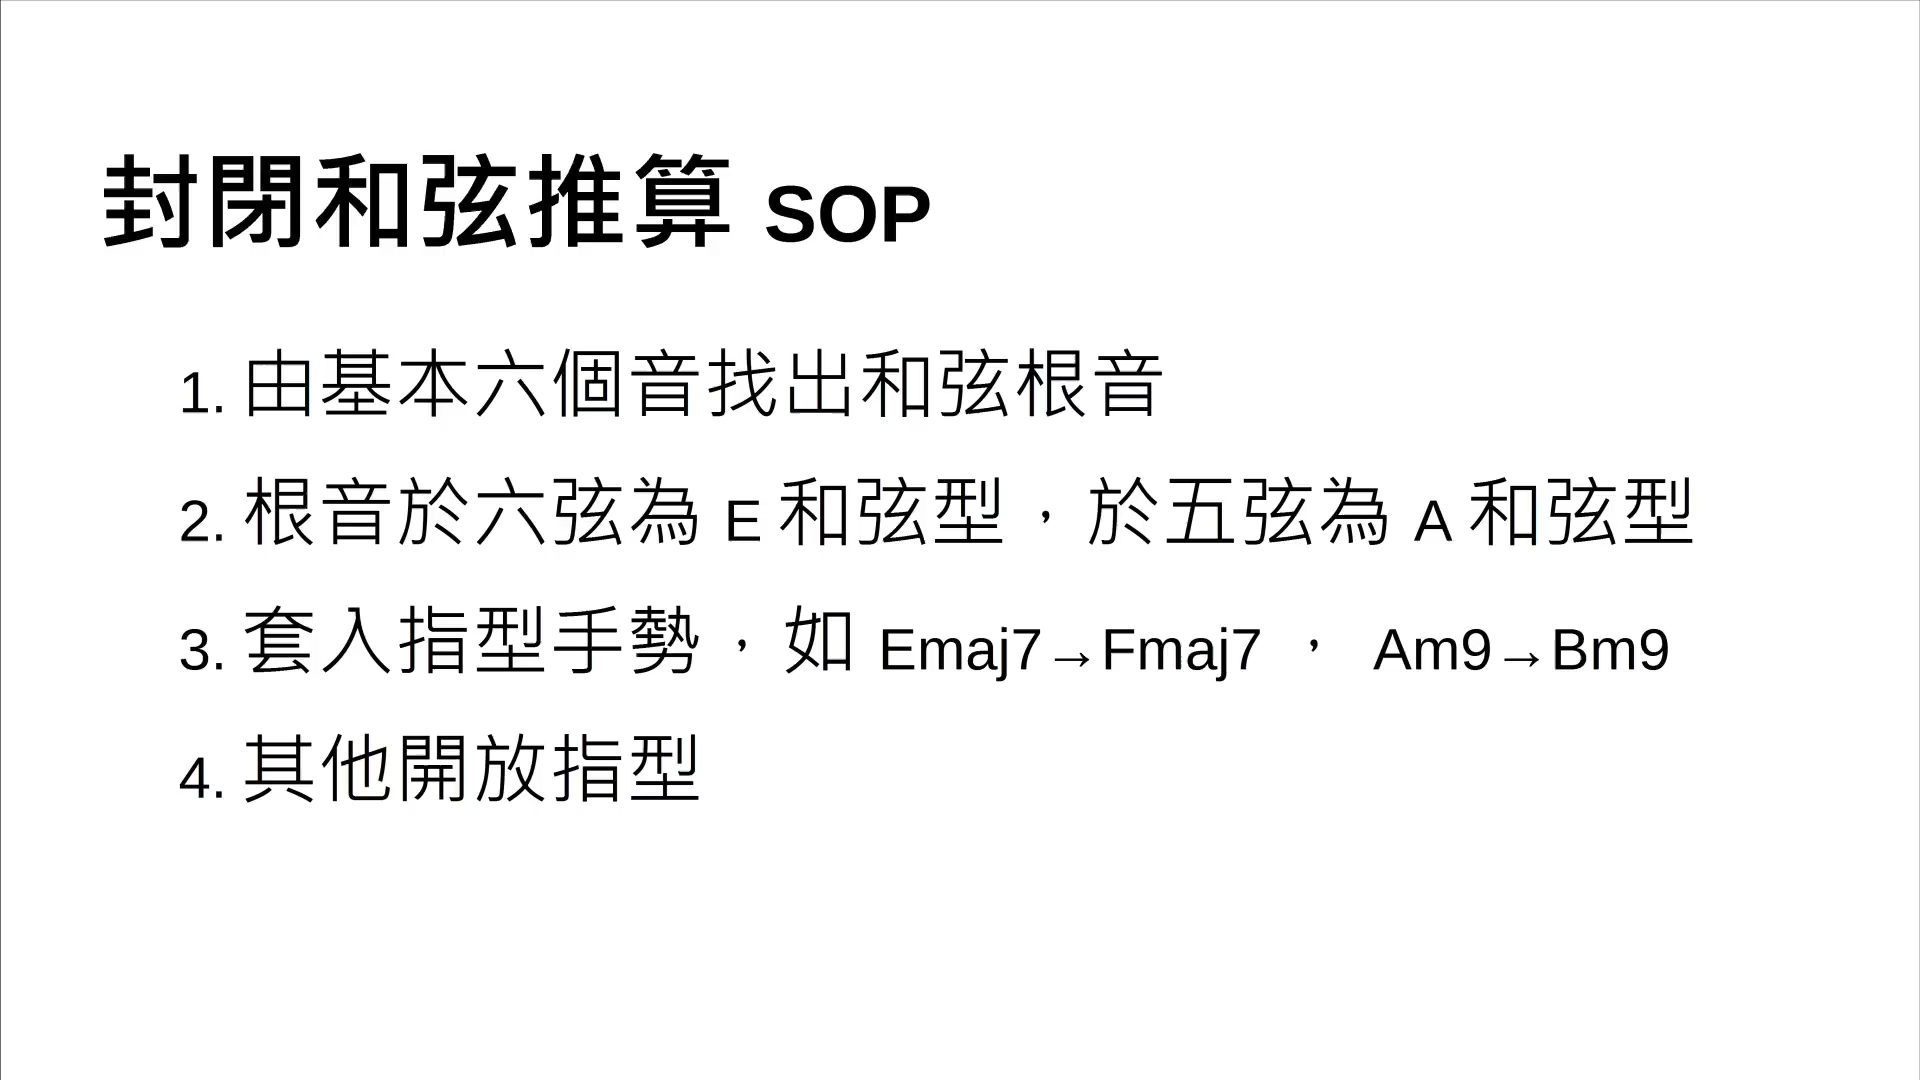 封閉和弦推算 SOP
1. 由基本六個音找出和弦根音
2. 根音於六弦為 E 和弦型，於五弦為 A 和弦型
3. 套入指型手勢，如 Emaj7→Fmaj7 ， Am9→Bm9
4. 其他開放指型